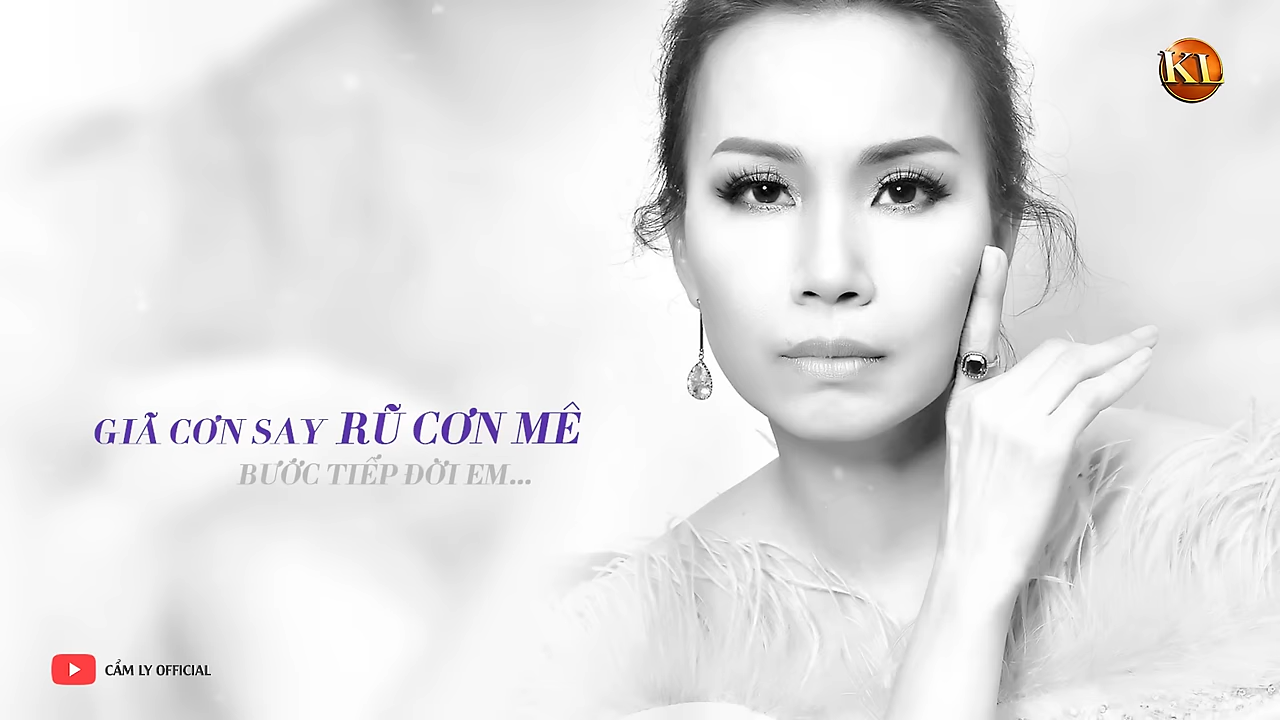 KL
GIÃ CƠN SAY RŨ CƠN MÊ
BƯỚC TIẾP ĐỜI EM...
CẨM LY OFFICIAL